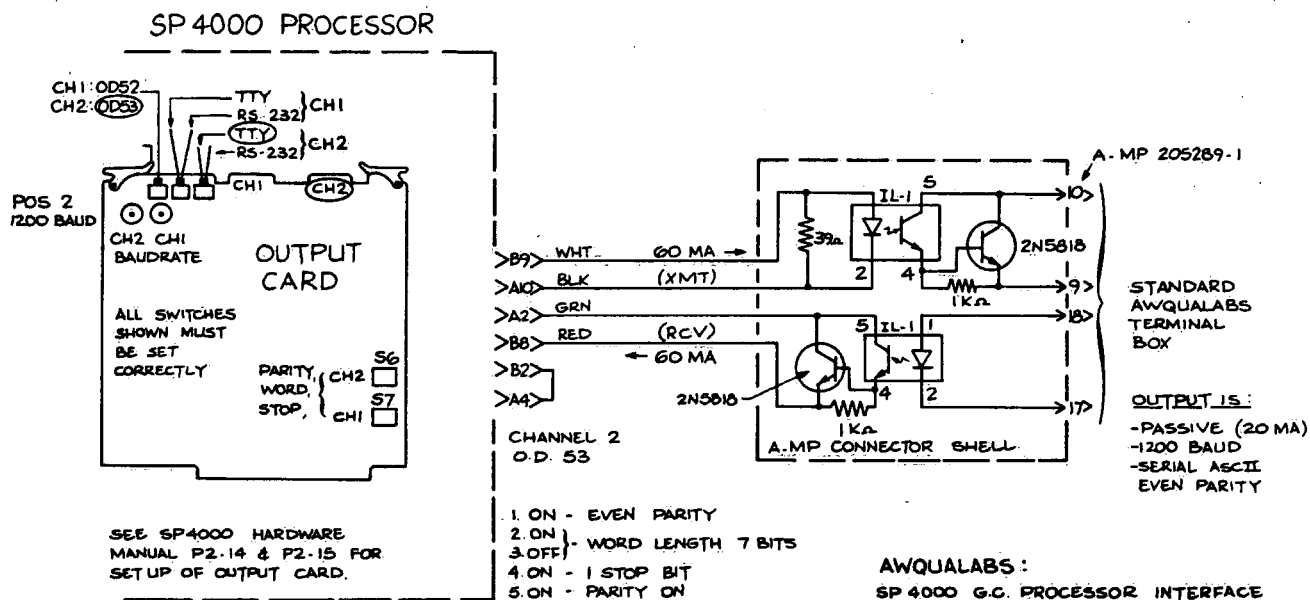 SP 4000 PROCESSOR
CH1:OD52
CH2:OD53
TTY
RS-232
CH1
TTY
RS-232
CH2
POS 2
1200 BAUD
CH1
CH2
CH2 CH1
BAUDRATE
OUTPUT
CARD
ALL SWITCHES
SHOWN MUST
BE SET
CORRECTLY
PARITY,
WORD,
STOP,
CH2
S6
CH1
S7
SEE SP4000 HARDWARE
MANUAL P2-14 & P2-15 FOR
SET UP OF OUTPUT CARD.
B9 WHT 60 MA
A10 BLK (XMT)
A2 GRN
B8 RED (RCV)
60 MA
B2
A4
CHANNEL 2
O.D. 53
1. ON - EVEN PARITY
2. ON
3. OFF - WORD LENGTH 7 BITS
4. ON - 1 STOP BIT
5. ON - PARITY ON
39Ω
IL-1
5
2
4
2N5818
1KΩ
5
IL-1
1
4
2
2N5818
1KΩ
A-MP CONNECTOR SHELL
A-MP 205289-1
10
9
18
17
STANDARD
AWQUALABS
TERMINAL
BOX
OUTPUT IS:
-PASSIVE (20 MA)
-1200 BAUD
-SERIAL ASCII
EVEN PARITY
AWQUALABS:
SP 4000 G.C. PROCESSOR INTERFACE